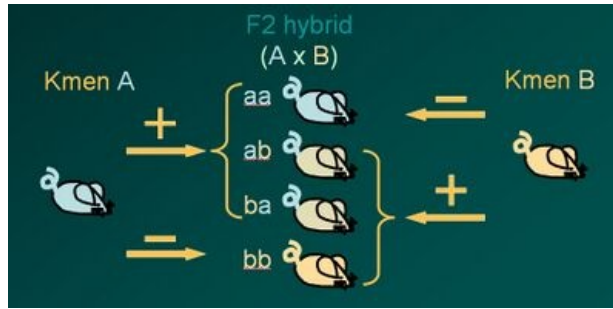 F2 hybrid
(A x B)
Kmen A
Kmen B
+
aa
−
ab
ba
+
−
bb